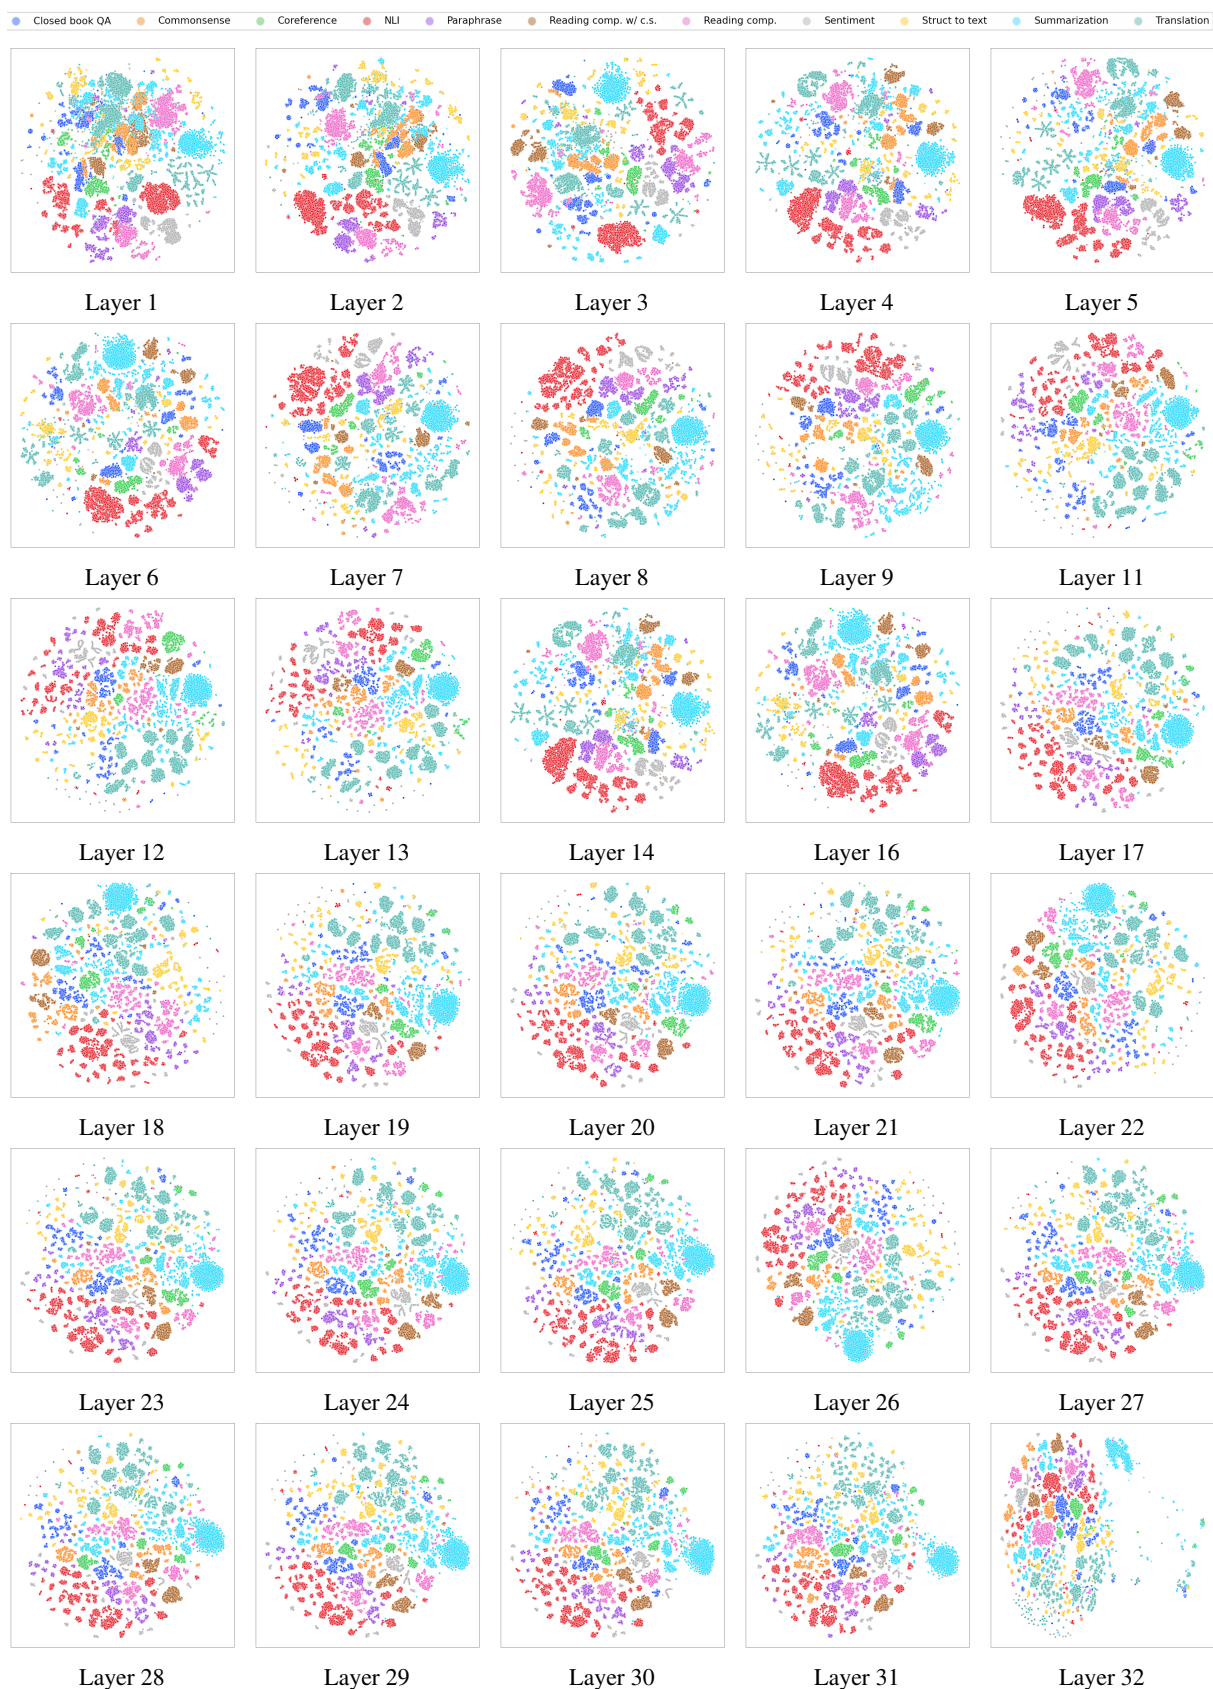 Closed book QA Commonsense Coreference NLI Paraphrase Reading comp. w/ c.s. Reading comp. Sentiment Struct to text Summarization Translation
Layer 1 Layer 2 Layer 3 Layer 4 Layer 5
Layer 6 Layer 7 Layer 8 Layer 9 Layer 11
Layer 12 Layer 13 Layer 14 Layer 16 Layer 17
Layer 18 Layer 19 Layer 20 Layer 21 Layer 22
Layer 23 Layer 24 Layer 25 Layer 26 Layer 27
Layer 28 Layer 29 Layer 30 Layer 31 Layer 32